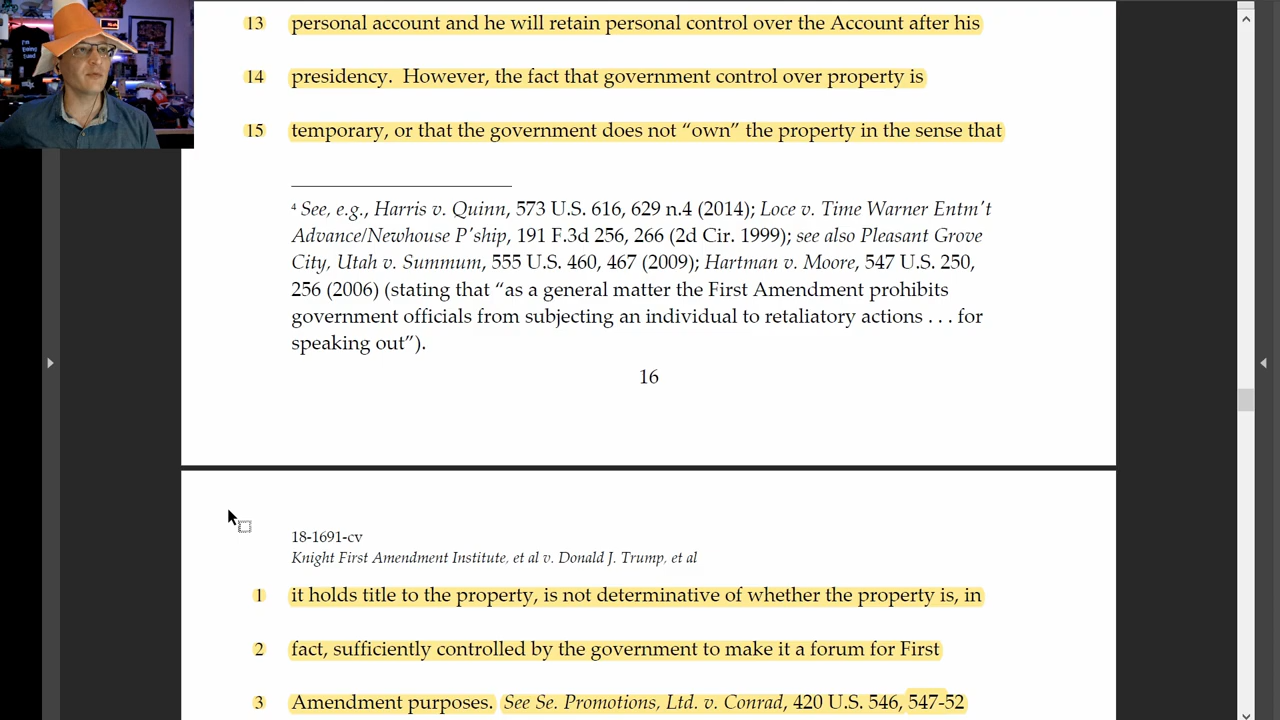 13 personal account and he will retain personal control over the Account after his
14 presidency. However, the fact that government control over property is
15 temporary, or that the government does not “own” the property in the sense that
⁴ See, e.g., Harris v. Quinn, 573 U.S. 616, 629 n.4 (2014); Loce v. Time Warner Entm't
Advance/Newhouse P'ship, 191 F.3d 256, 266 (2d Cir. 1999); see also Pleasant Grove
City, Utah v. Summum, 555 U.S. 460, 467 (2009); Hartman v. Moore, 547 U.S. 250,
256 (2006) (stating that “as a general matter the First Amendment prohibits
government officials from subjecting an individual to retaliatory actions . . . for
speaking out”).
16
18-1691-cv
Knight First Amendment Institute, et al v. Donald J. Trump, et al
1 it holds title to the property, is not determinative of whether the property is, in
2 fact, sufficiently controlled by the government to make it a forum for First
3 Amendment purposes. See Se. Promotions, Ltd. v. Conrad, 420 U.S. 546, 547-52